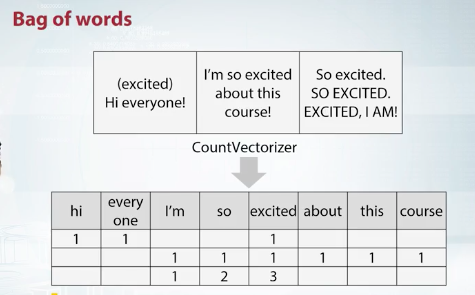 Bag of words
(excited)
Hi everyone!
I'm so excited
about this
course!
So excited.
SO EXCITED.
EXCITED, I AM!
CountVectorizer
hi every one I'm so excited about this course
1 1 1
1 1 1 1 1 1
1 2 3